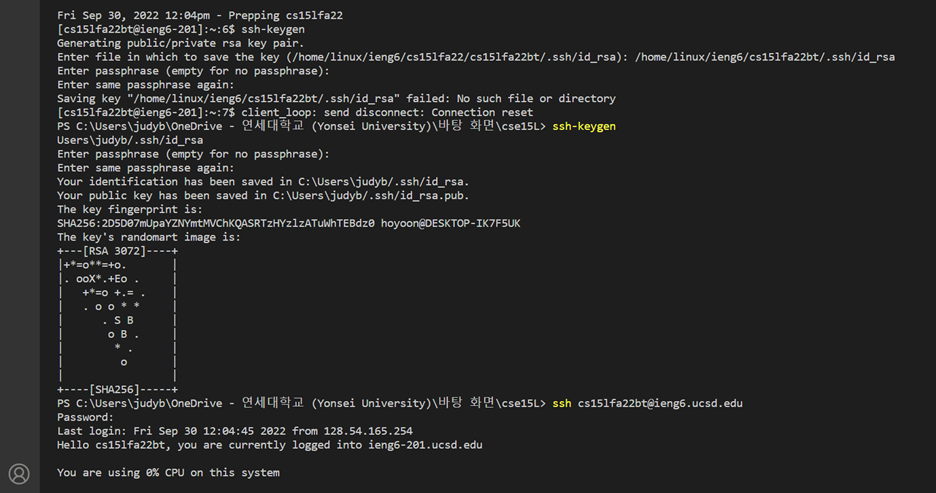 Fri Sep 30, 2022 12:04pm - Prepping cs15lfa22
[cs15lfa22bt@ieng6-201]:~:6$ ssh-keygen
Generating public/private rsa key pair.
Enter file in which to save the key (/home/linux/ieng6/cs15lfa22/cs15lfa22bt/.ssh/id_rsa): /home/linux/ieng6/cs15lfa22bt/.ssh/id_rsa
Enter passphrase (empty for no passphrase):
Enter same passphrase again:
Saving key "/home/linux/ieng6/cs15lfa22bt/.ssh/id_rsa" failed: No such file or directory
[cs15lfa22bt@ieng6-201]:~:7$ client_loop: send disconnect: Connection reset
PS C:\Users\judyb\OneDrive - 연세대학교 (Yonsei University)\바탕 화면\cse15L> ssh-keygen
Users\judyb/.ssh/id_rsa
Enter passphrase (empty for no passphrase):
Enter same passphrase again:
Your identification has been saved in C:\Users\judyb/.ssh/id_rsa.
Your public key has been saved in C:\Users\judyb/.ssh/id_rsa.pub.
The key fingerprint is:
SHA256:2D5D07mUpaYZNYmtMVChKQASRTzHYzlzATuWhTEBdz0 hoyoon@DESKTOP-IK7F5UK
The key's randomart image is:
+---[RSA 3072]----+
|+*=o**=+o.       |
|. ooX*.+Eo .     |
|   +*=o +.= .    |
|   . o o * *     |
|      . S B      |
|       o B .     |
|        * .      |
|         o       |
|                 |
+----[SHA256]-----+
PS C:\Users\judyb\OneDrive - 연세대학교 (Yonsei University)\바탕 화면\cse15L> ssh cs15lfa22bt@ieng6.ucsd.edu
Password:
Last login: Fri Sep 30 12:04:45 2022 from 128.54.165.254
Hello cs15lfa22bt, you are currently logged into ieng6-201.ucsd.edu
You are using 0% CPU on this system